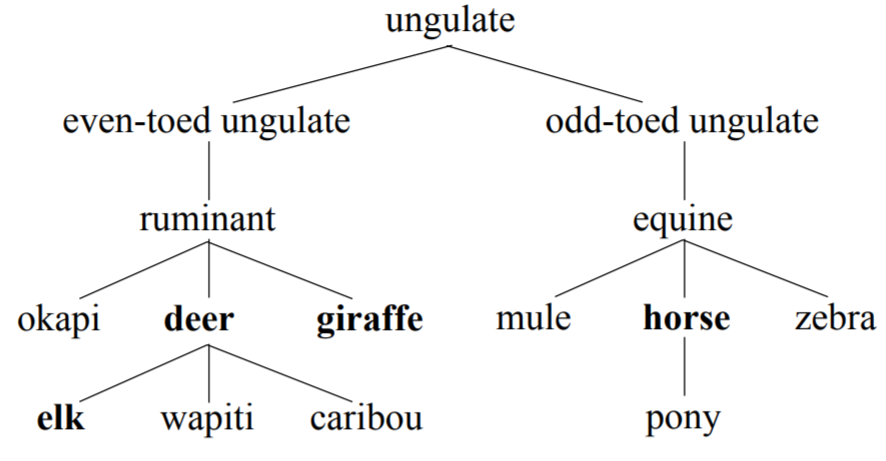 ungulate
even-toed ungulate odd-toed ungulate
ruminant equine
okapi deer giraffe mule horse zebra
elk wapiti caribou pony